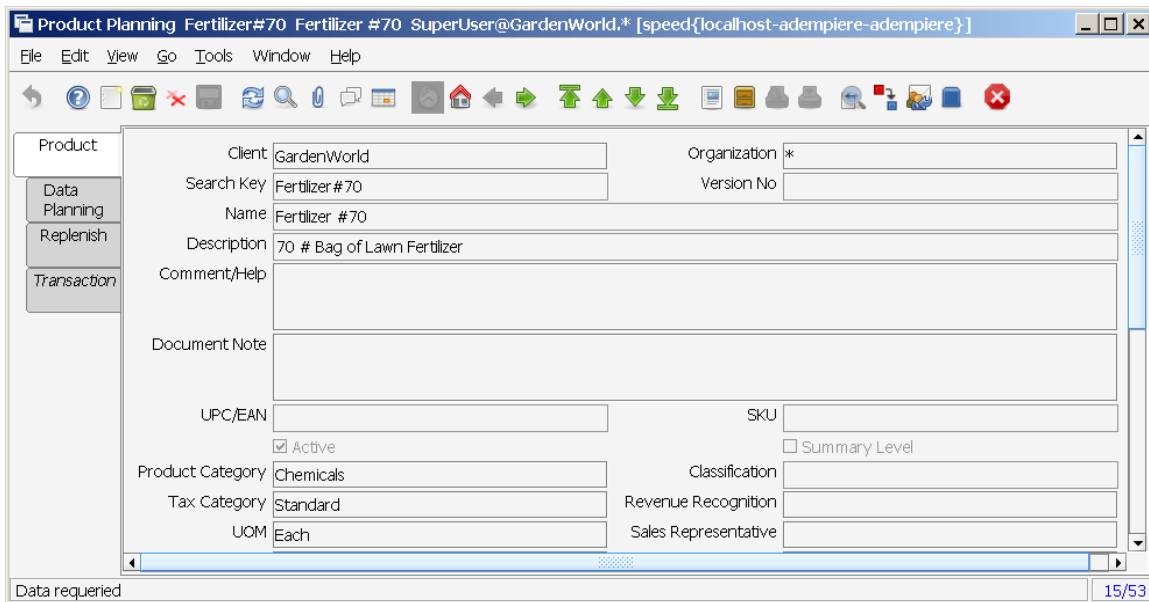 Product Planning  Fertilizer#70  Fertilizer #70  SuperUser@GardenWorld.* [speed{localhost-adempiere-adempiere}]
File Edit View Go Tools Window Help
Product
Data
Planning
Replenish
Transaction
Client GardenWorld Organization *
Search Key Fertilizer#70 Version No
Name Fertilizer #70
Description 70 # Bag of Lawn Fertilizer
Comment/Help
Document Note
UPC/EAN SKU
Active Summary Level
Product Category Chemicals Classification
Tax Category Standard Revenue Recognition
UOM Each Sales Representative
Data requeried 15/53